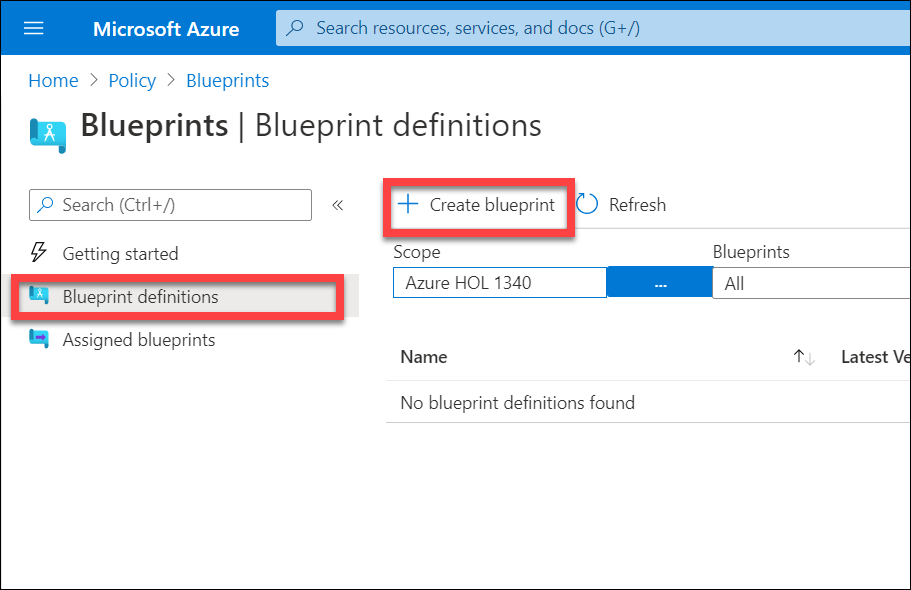 Microsoft Azure
Search resources, services, and docs (G+/)
Home > Policy > Blueprints
Blueprints | Blueprint definitions
Search (Ctrl+/)
«
Getting started
Blueprint definitions
Assigned blueprints
+ Create blueprint
Refresh
Scope
Blueprints
Azure HOL 1340
...
All
Name
↑↓
Latest Ve
No blueprint definitions found